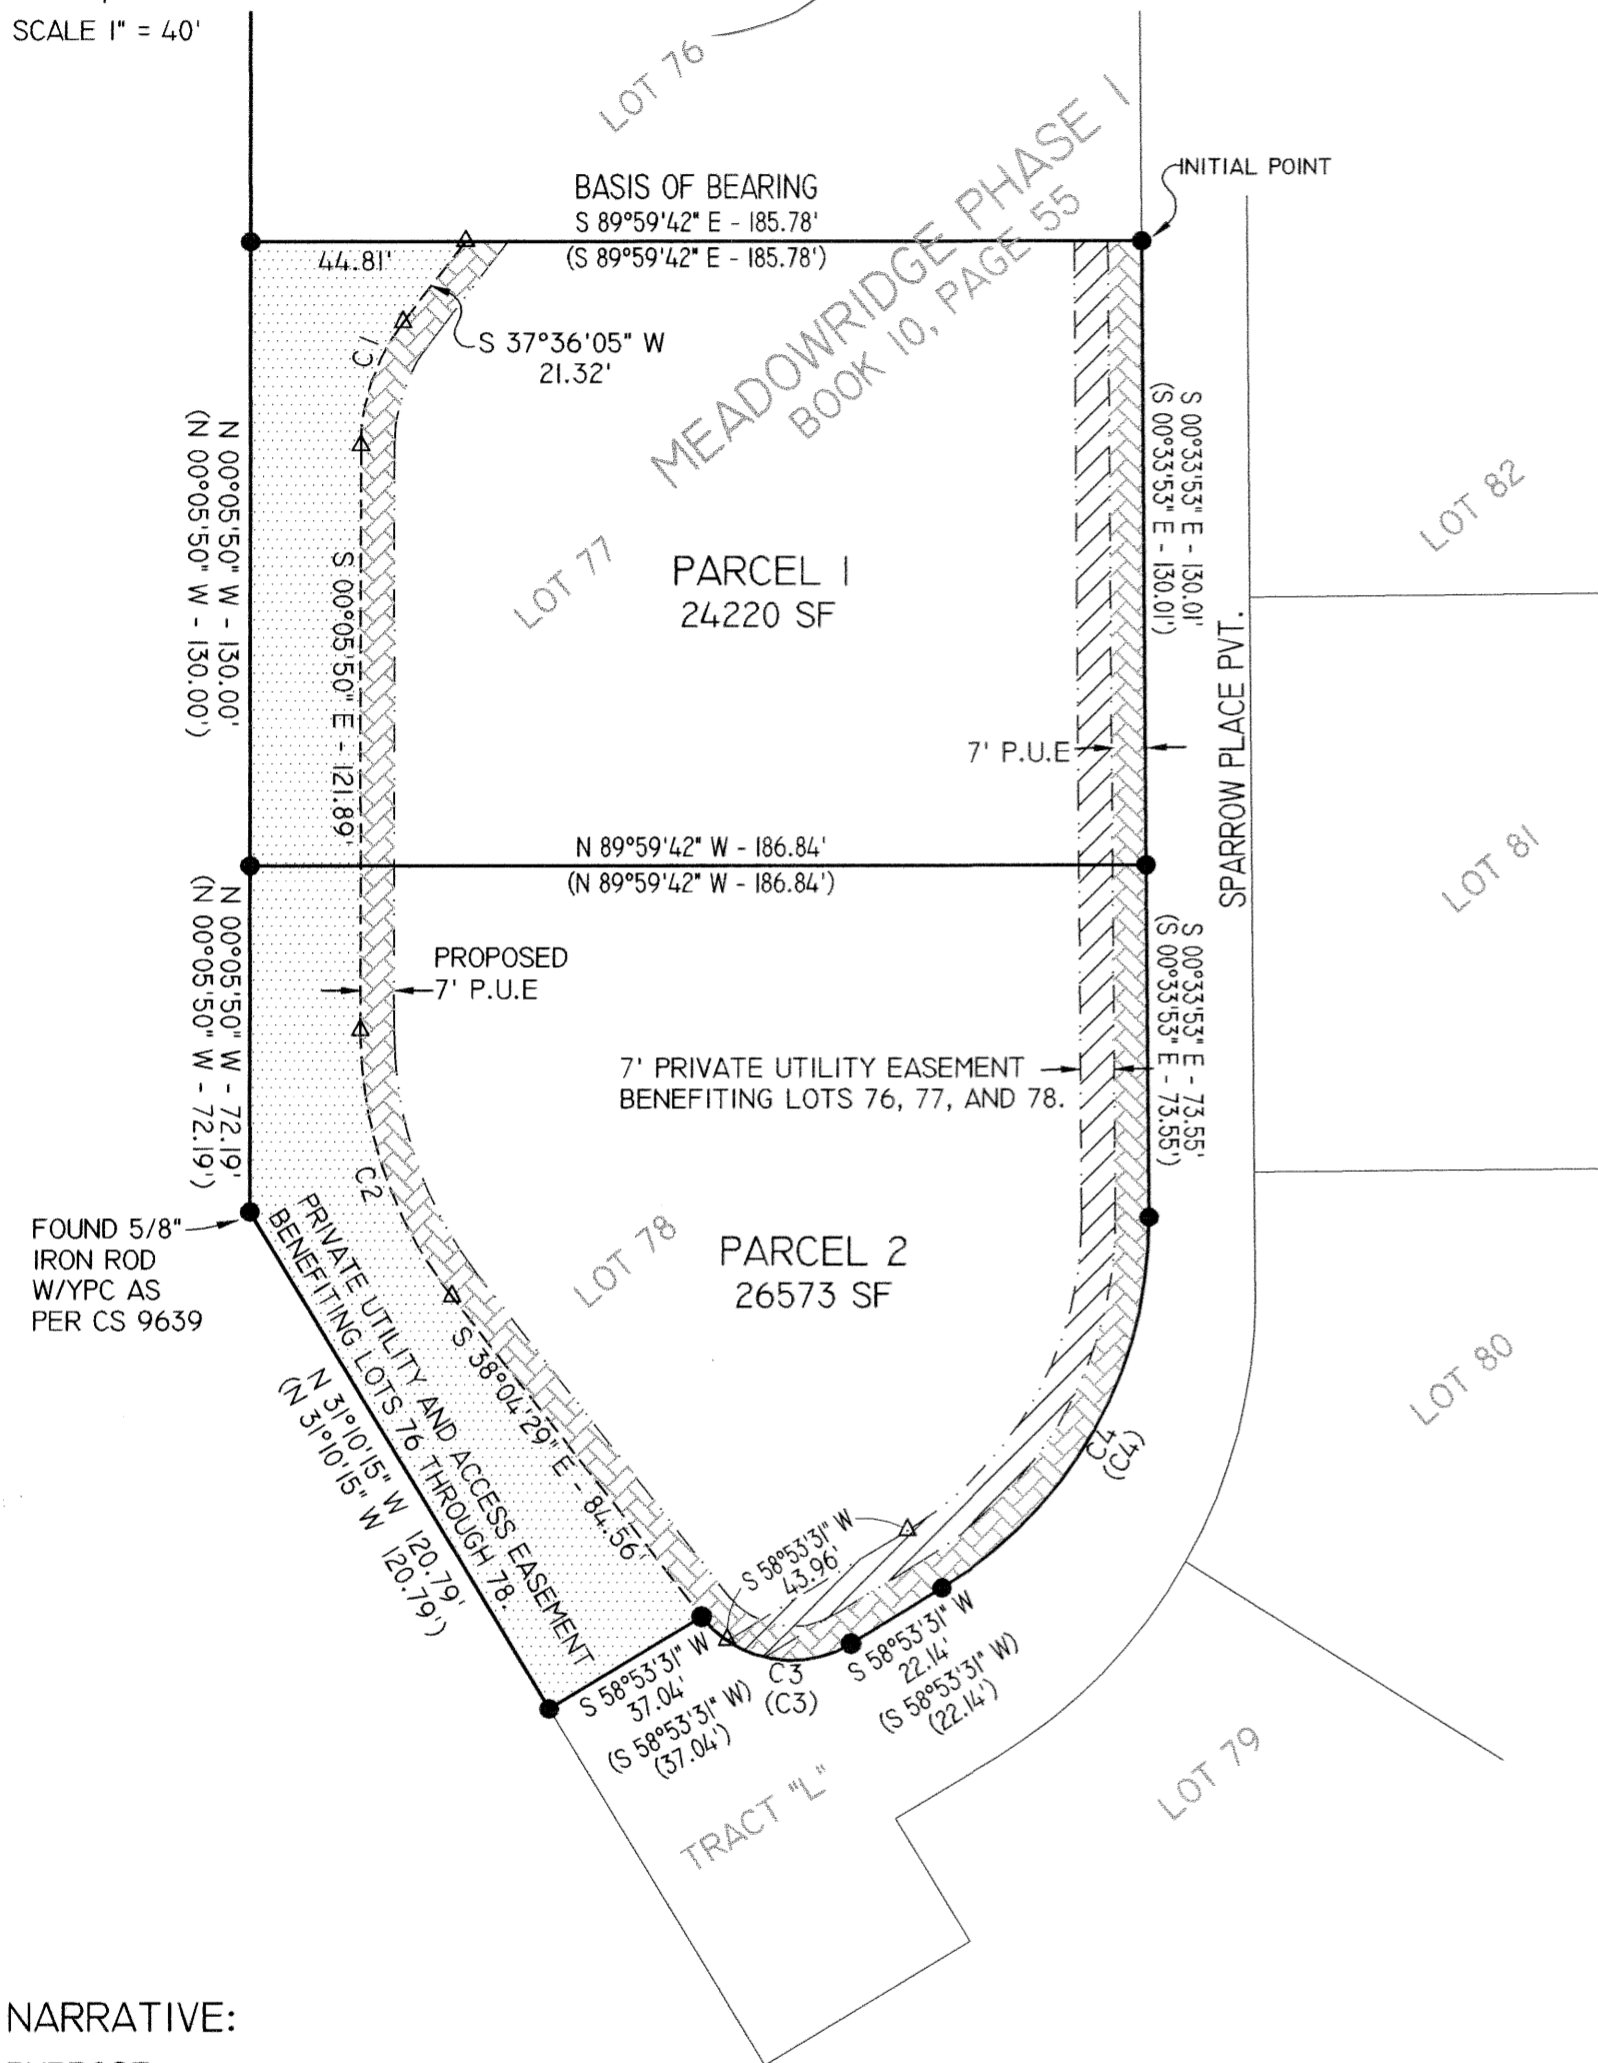 SCALE 1" = 40'
LOT 76
MEADOWRIDGE PHASE 1
BOOK 10, PAGE 55
INITIAL POINT
BASIS OF BEARING
S 89°59'42" E - 185.78'
(S 89°59'42" E - 185.78')
44.81'
C1
S 37°36'05" W
21.32'
N 00°05'50" W - 130.00'
(N 00°05'50" W - 130.00')
S 00°05'50" E - 121.89'
LOT 77
PARCEL 1
24220 SF
S 00°33'53" E - 130.01'
(S 00°33'53" E - 130.01')
LOT 82
SPARROW PLACE PVT.
7' P.U.E
N 89°59'42" W - 186.84'
(N 89°59'42" W - 186.84')
LOT 81
N 00°05'50" W - 72.19'
(N 00°05'50" W - 72.19')
PROPOSED
7' P.U.E
S 00°33'53" E - 73.55'
(S 00°33'53" E - 73.55')
7' PRIVATE UTILITY EASEMENT
BENEFITING LOTS 76, 77, AND 78.
C2
FOUND 5/8"
IRON ROD
W/YPC AS
PER CS 9639
PRIVATE UTILITY AND ACCESS EASEMENT
BENEFITING LOTS 76 THROUGH 78.
LOT 78
PARCEL 2
26573 SF
N 31°10'15" W 120.79'
(N 31°10'15" W 120.79')
S 38°04'29" E - 84.56'
LOT 80
C4
(C4)
S 58°53'31" W
43.96'
S 58°53'31" W
37.04'
(S 58°53'31" W)
(37.04')
C3
(C3)
S 58°53'31" W
22.14'
(S 58°53'31" W)
(22.14')
TRACT "L"
LOT 79
NARRATIVE: